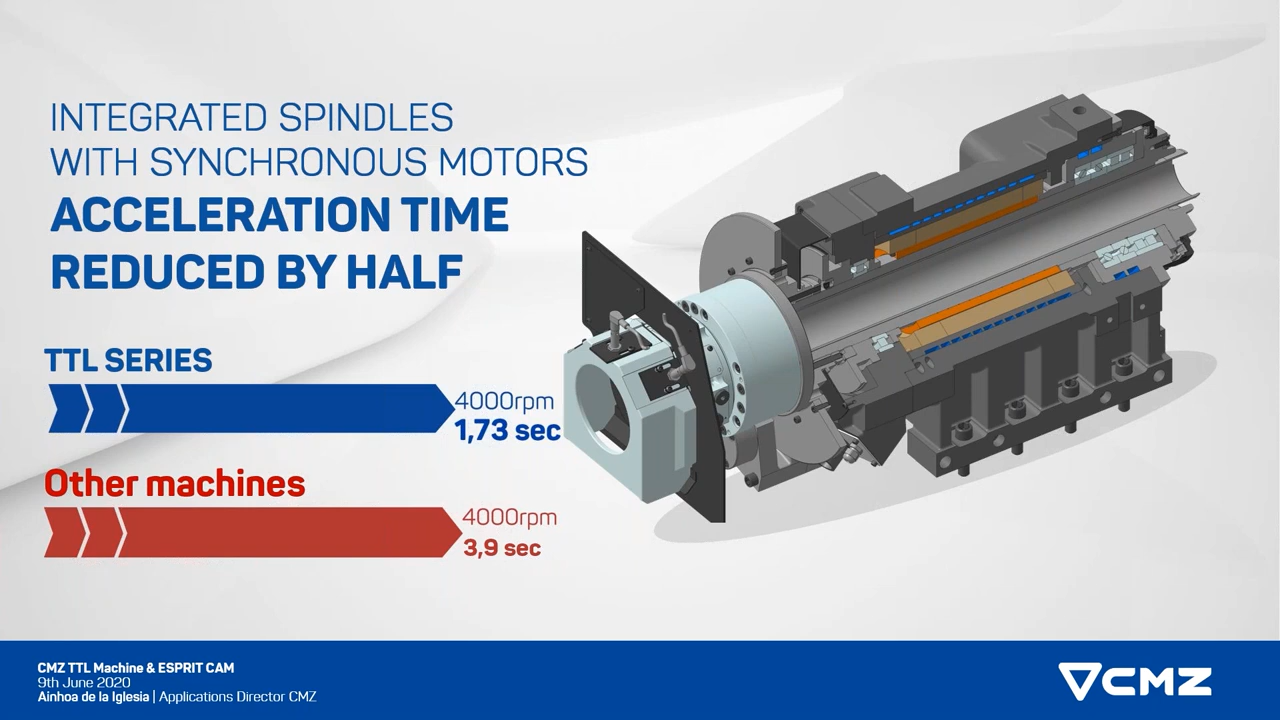 INTEGRATED SPINDLES
WITH SYNCHRONOUS MOTORS
ACCELERATION TIME
REDUCED BY HALF
TTL SERIES
4000rpm
1,73 sec
Other machines
4000rpm
3,9 sec
CMZ TTL Machine & ESPRIT CAM
9th June 2020
Ainhoa de la Iglesia | Applications Director CMZ
CMZ